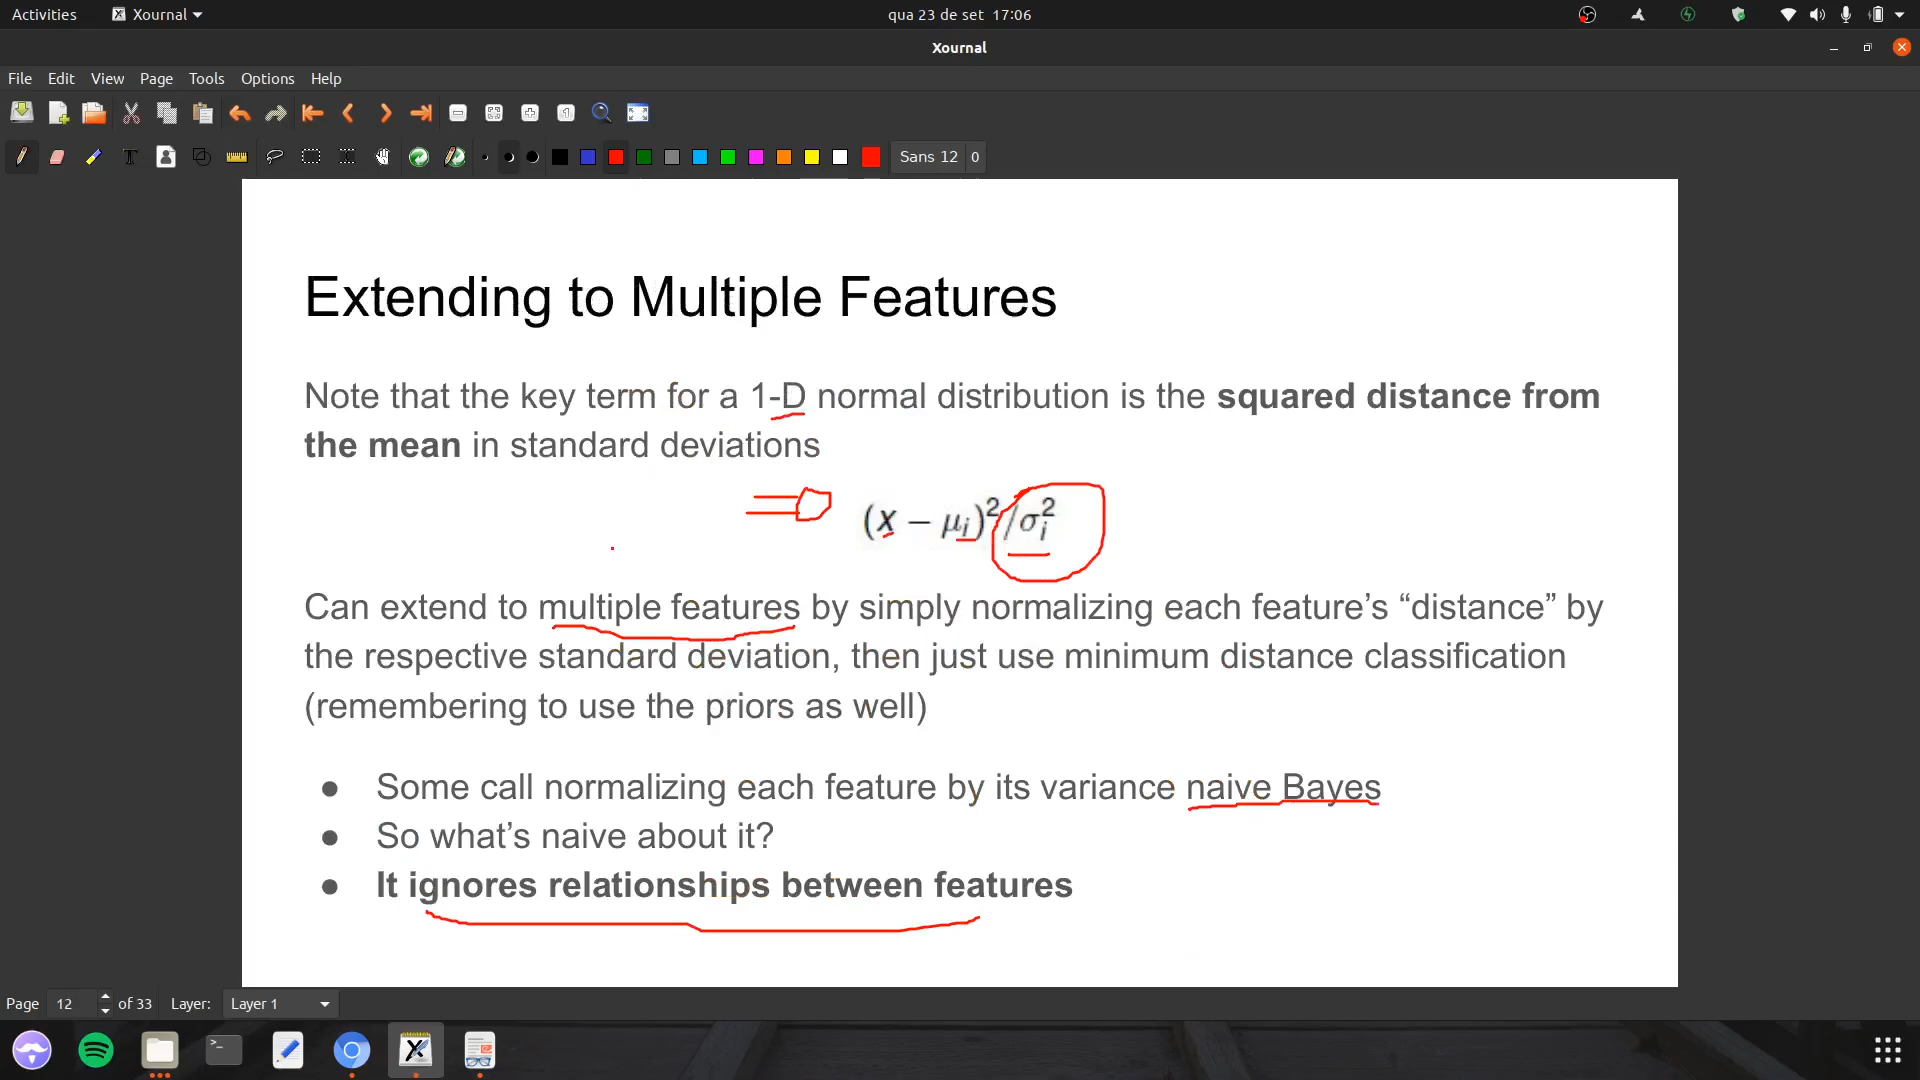 Activities Xournal qua 23 de set 17:06
Xournal
File Edit View Page Tools Options Help
Sans 12 0
Extending to Multiple Features
Note that the key term for a 1-D normal distribution is the squared distance from
the mean in standard deviations
(x − μᵢ)²/σᵢ²
Can extend to multiple features by simply normalizing each feature’s “distance” by
the respective standard deviation, then just use minimum distance classification
(remembering to use the priors as well)
● Some call normalizing each feature by its variance naive Bayes
● So what’s naive about it?
● It ignores relationships between features
Page 12 of 33 Layer: Layer 1